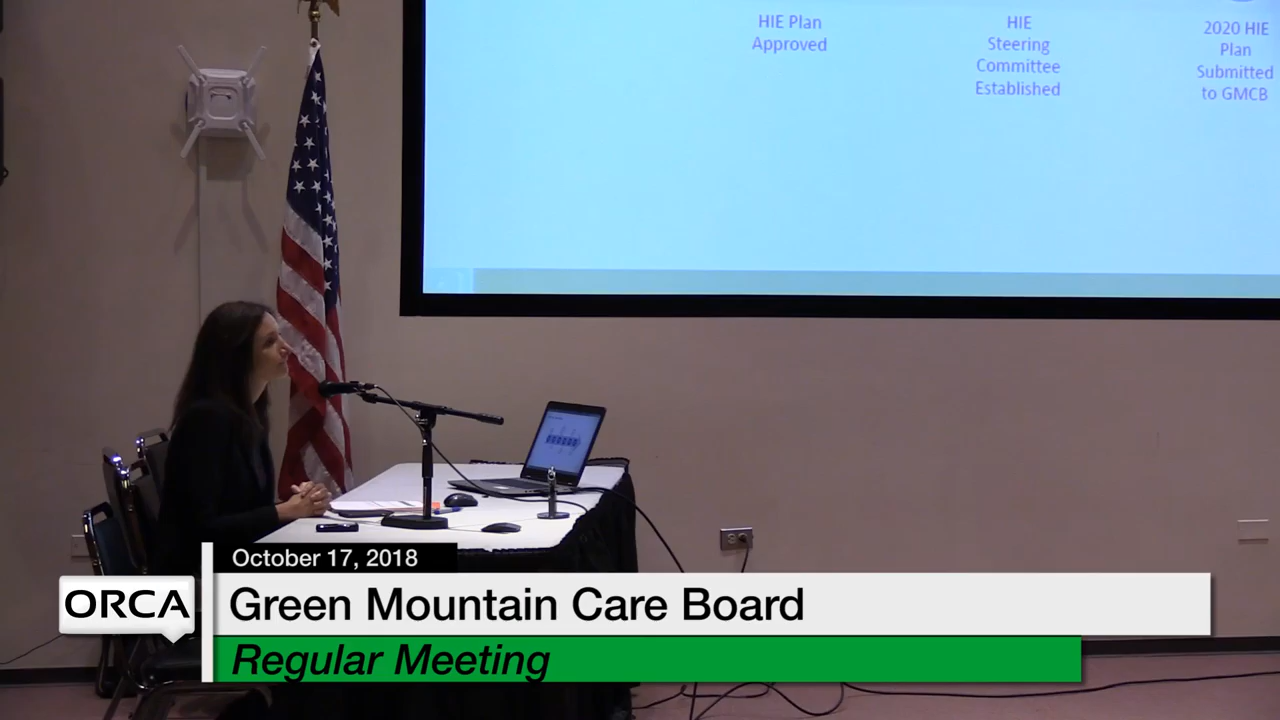 HIE Plan
Approved
HIE
Steering
Committee
Established
2020 HIE
Plan
Submitted
to GMCB
October 17, 2018
ORCA
Green Mountain Care Board
Regular Meeting